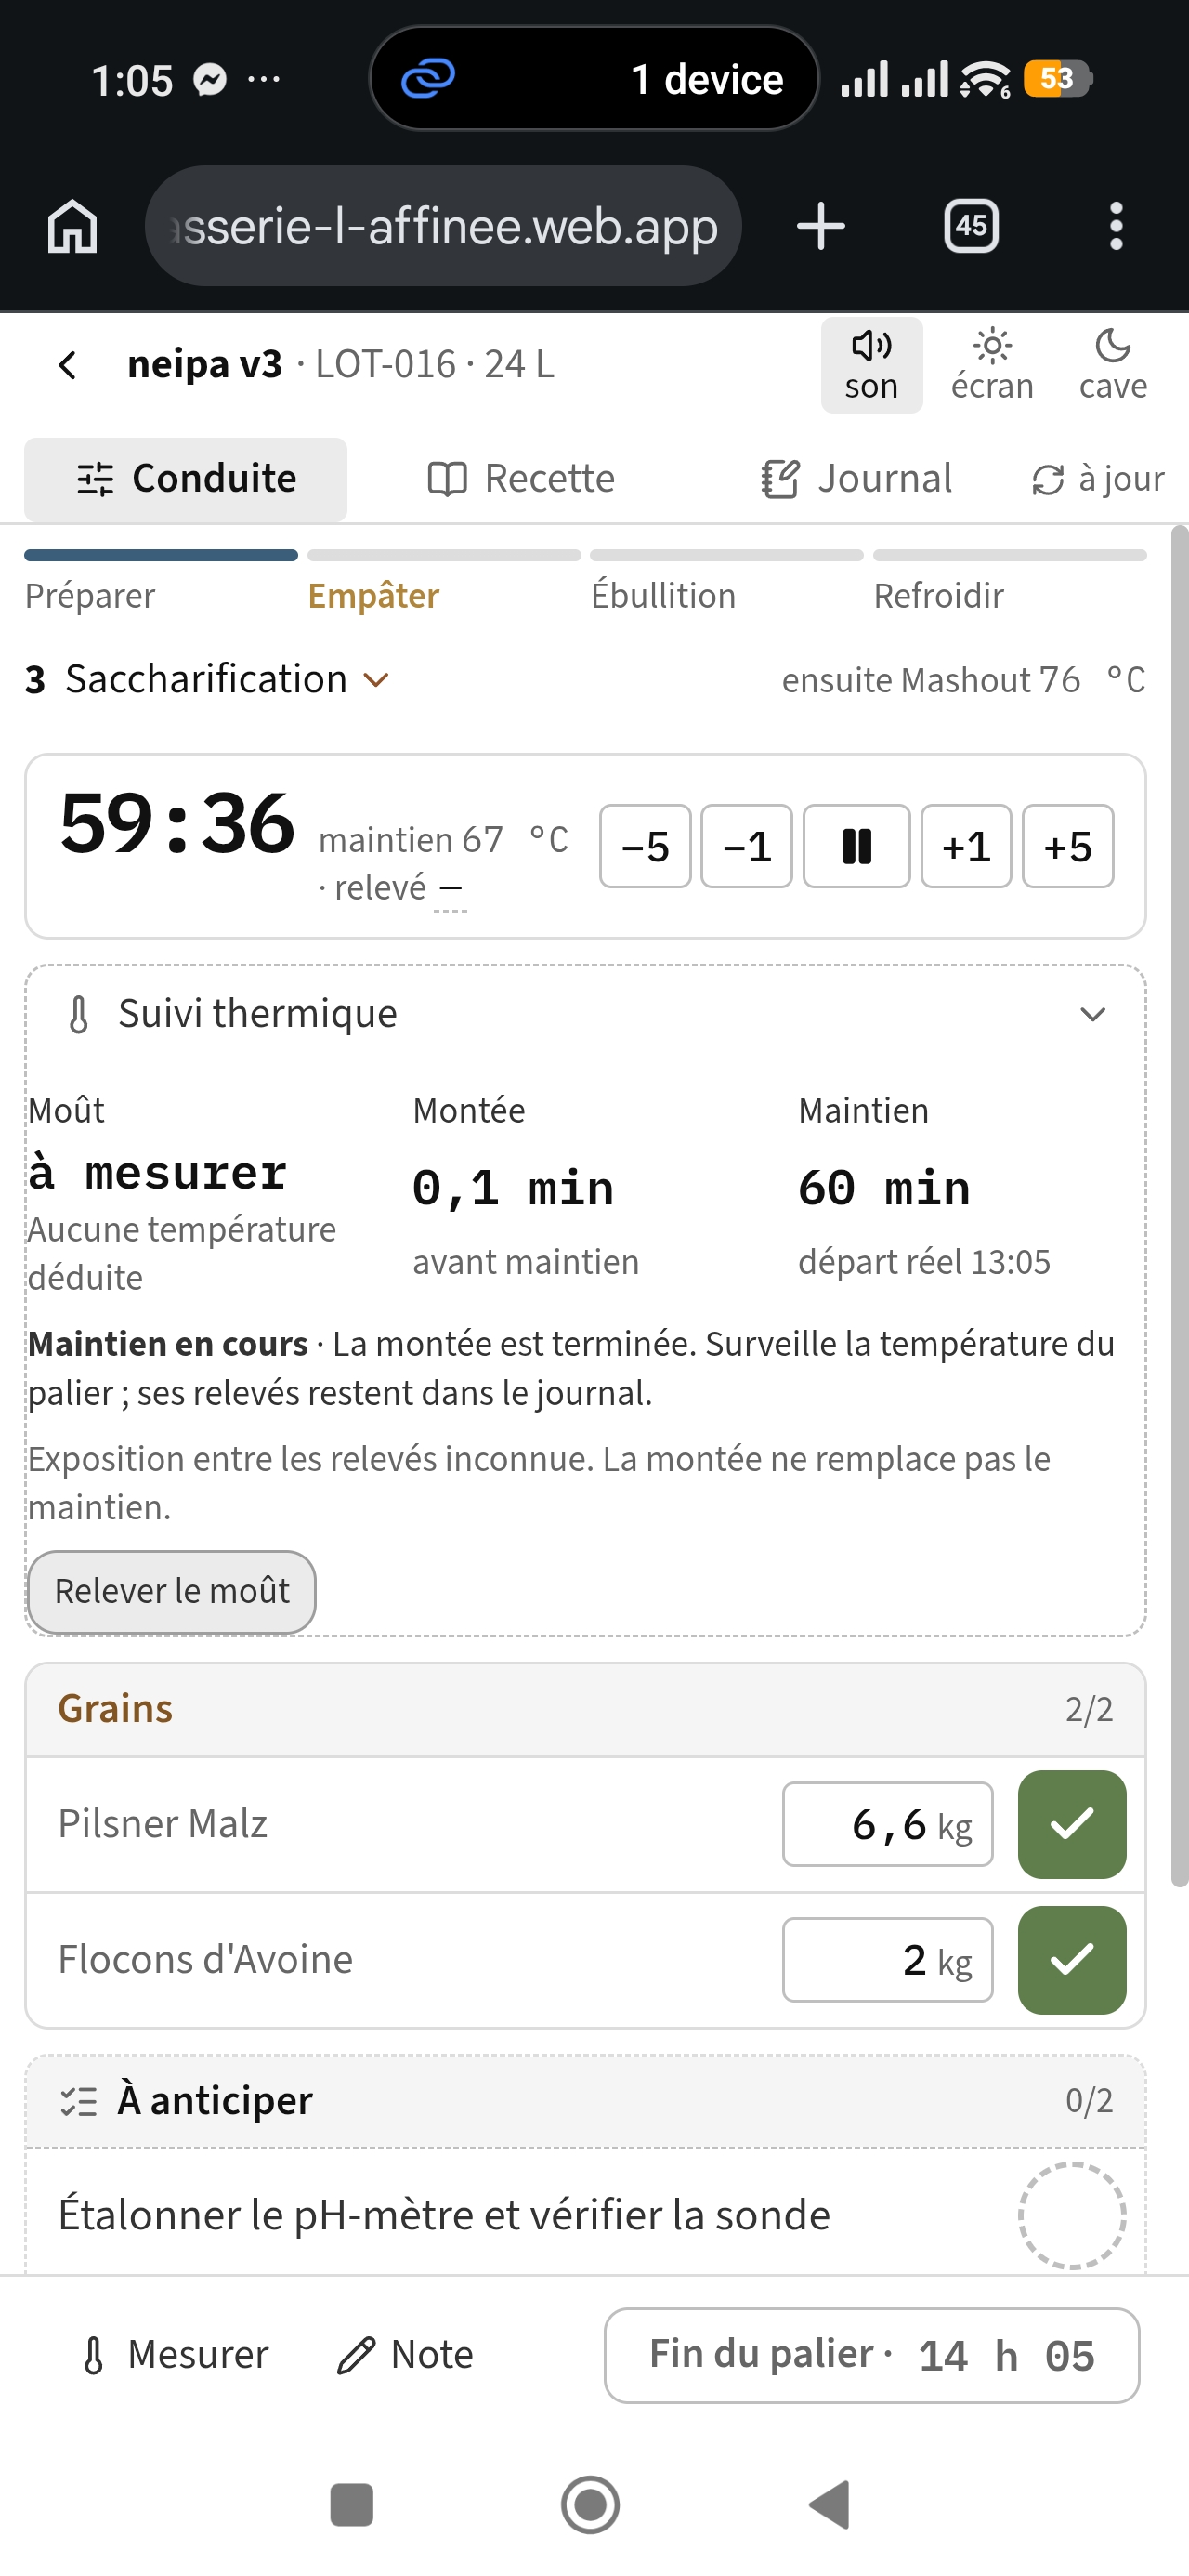 1:05 ··· 1 device 6 53
asserie-l-affinee.web.app 45
neipa v3 · LOT-016 · 24 L
son écran cave
Conduite Recette Journal à jour
Préparer Empâter Ébullition Refroidir
3 Saccharification ensuite Mashout 76 °C
59:36 maintien 67 °C −5 −1 +1 +5
· relevé —
Suivi thermique
Moût Montée Maintien
à mesurer 0,1 min 60 min
Aucune température avant maintien départ réel 13:05
déduite
Maintien en cours · La montée est terminée. Surveille la température du
palier ; ses relevés restent dans le journal.
Exposition entre les relevés inconnue. La montée ne remplace pas le
maintien.
Relever le moût
Grains 2/2
Pilsner Malz 6,6 kg
Flocons d'Avoine 2 kg
À anticiper 0/2
Étalonner le pH-mètre et vérifier la sonde
Mesurer Note Fin du palier · 14 h 05